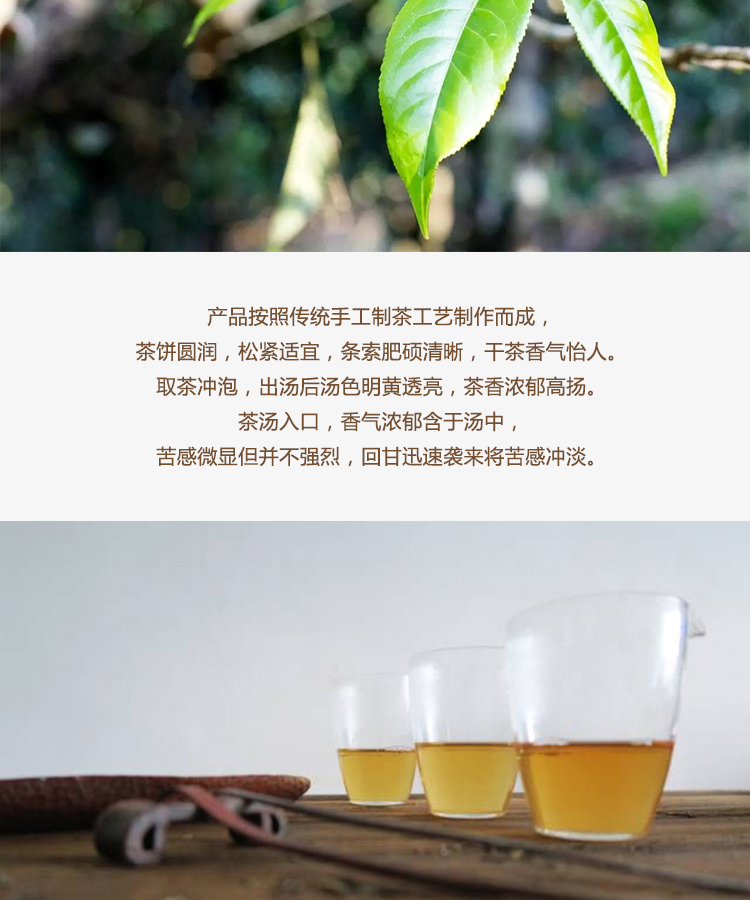 产品按照传统手工制茶工艺制作而成，
茶饼圆润，松紧适宜，条索肥硕清晰，干茶香气怡人。
取茶冲泡，出汤后汤色明黄透亮，茶香浓郁高扬。
茶汤入口，香气浓郁含于汤中，
苦感微显但并不强烈，回甘迅速袭来将苦感冲淡。